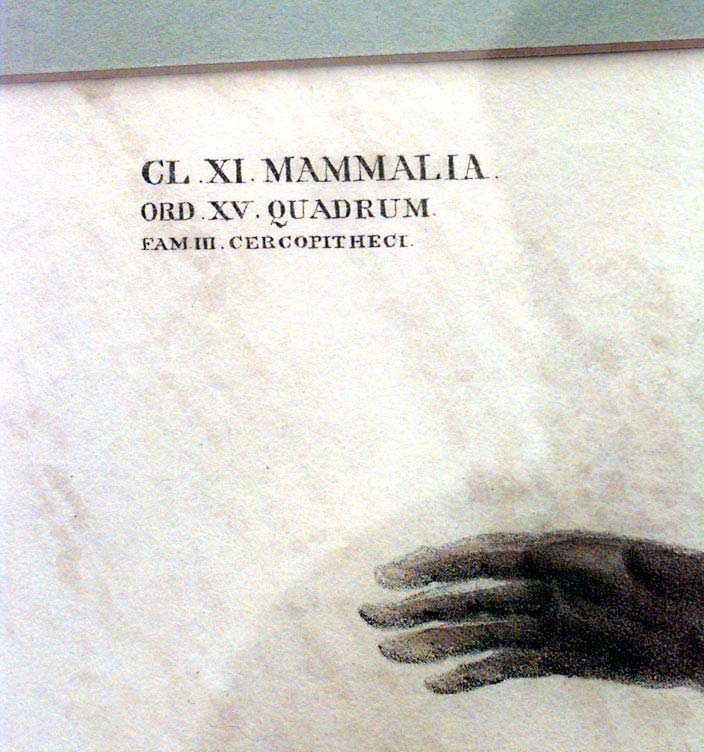 CL .XI. MAMMALIA.
ORD .XV. QUADRUM.
FAM III. CERCOPITHECI.